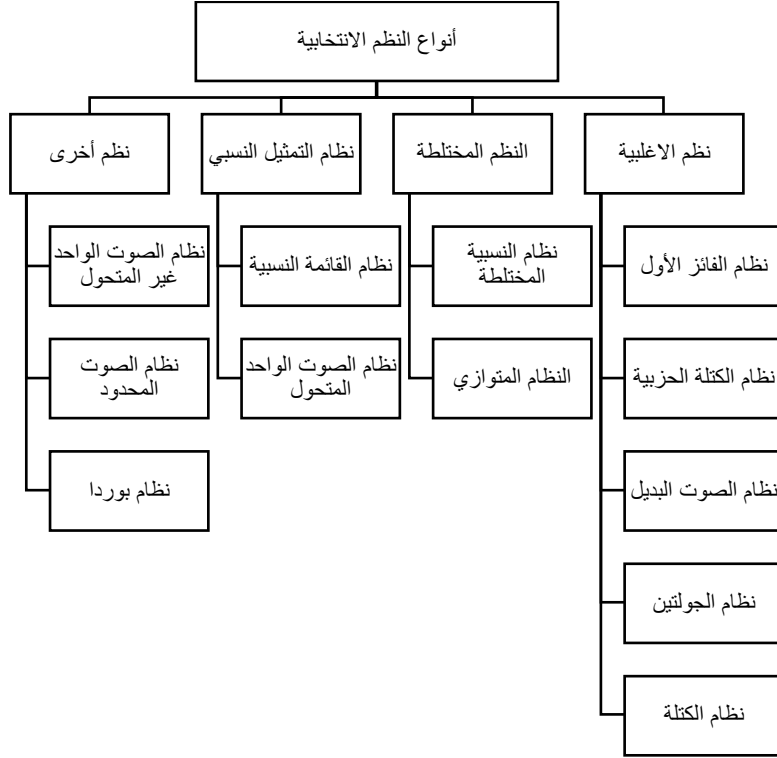 أنواع النظم الانتخابية
نظم الاغلبية
النظم المختلطة
نظام التمثيل النسبي
نظم أخرى
نظام الفائز الأول
نظام الكتلة الحزبية
نظام الصوت البديل
نظام الجولتين
نظام الكتلة
نظام النسبية
المختلطة
النظام المتوازي
نظام القائمة النسبية
نظام الصوت الواحد
المتحول
نظام الصوت الواحد
غير المتحول
نظام الصوت
المحدود
نظام بوردا